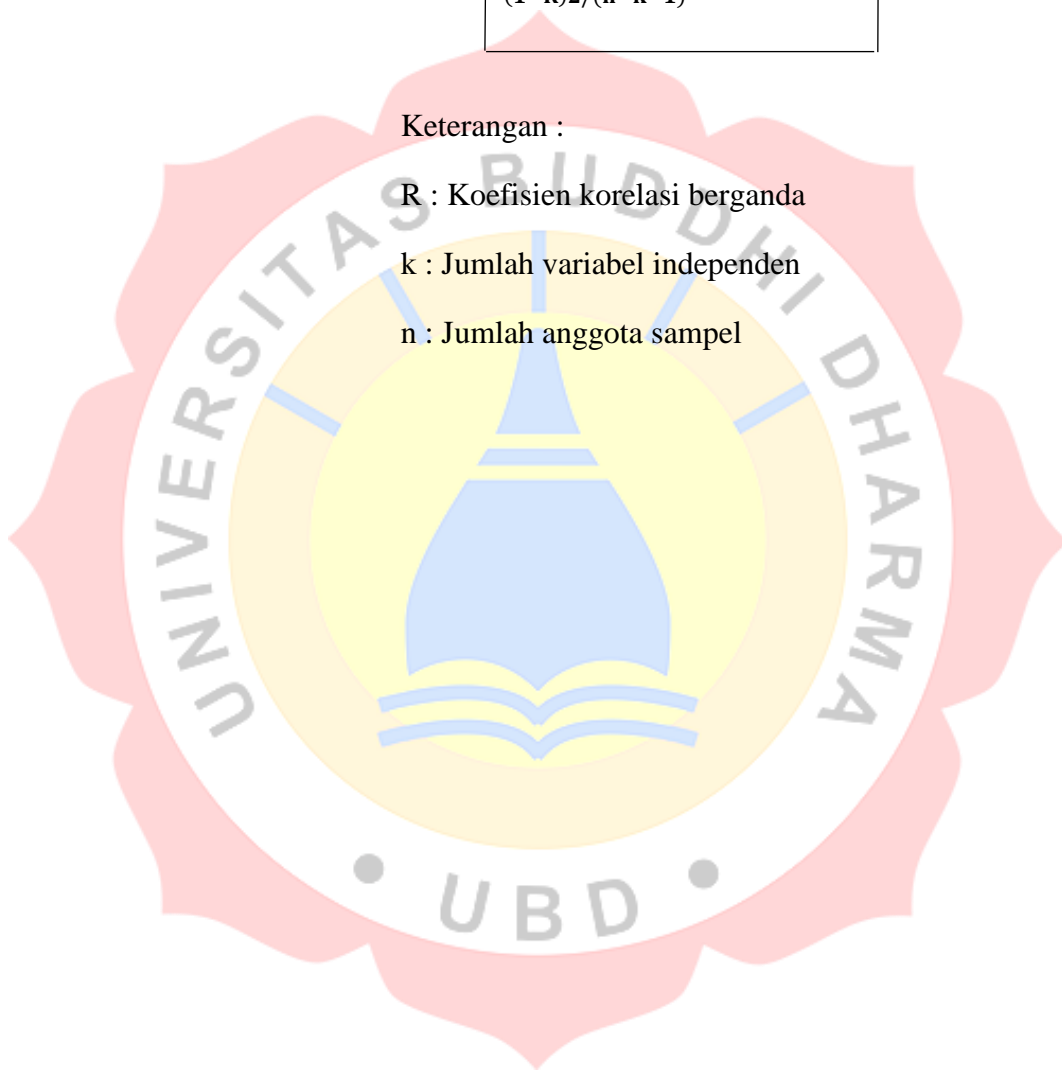 Keterangan :
R : Koefisien korelasi berganda
k : Jumlah variabel independen
n : Jumlah anggota sampel
UNIVERSITAS BUDDHI DHARMA
• UBD •